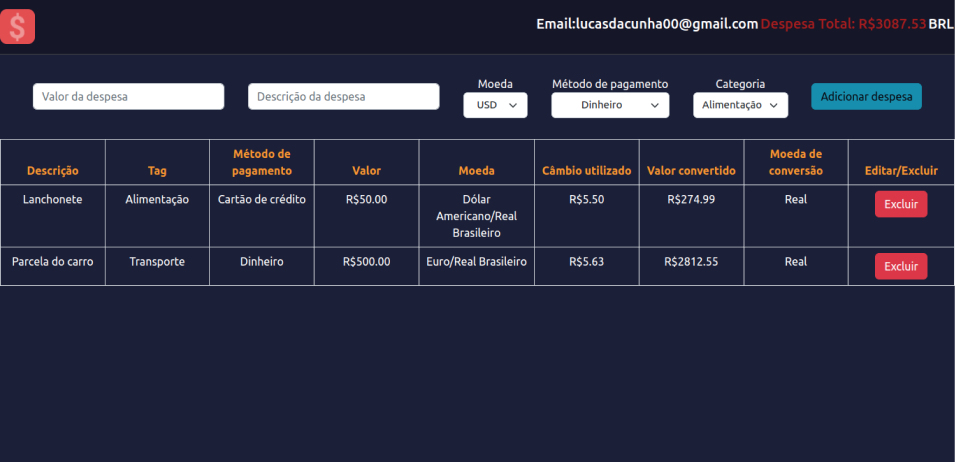 $
Email:lucasdacunha00@gmail.com Despesa Total: R$3087.53 BRL
Moeda Método de pagamento Categoria
Valor da despesa Descrição da despesa USD Dinheiro Alimentação Adicionar despesa
Descrição Tag Método de pagamento Valor Moeda Câmbio utilizado Valor convertido Moeda de conversão Editar/Excluir
Lanchonete Alimentação Cartão de crédito R$50.00 Dólar Americano/Real Brasileiro R$5.50 R$274.99 Real Excluir
Parcela do carro Transporte Dinheiro R$500.00 Euro/Real Brasileiro R$5.63 R$2812.55 Real Excluir